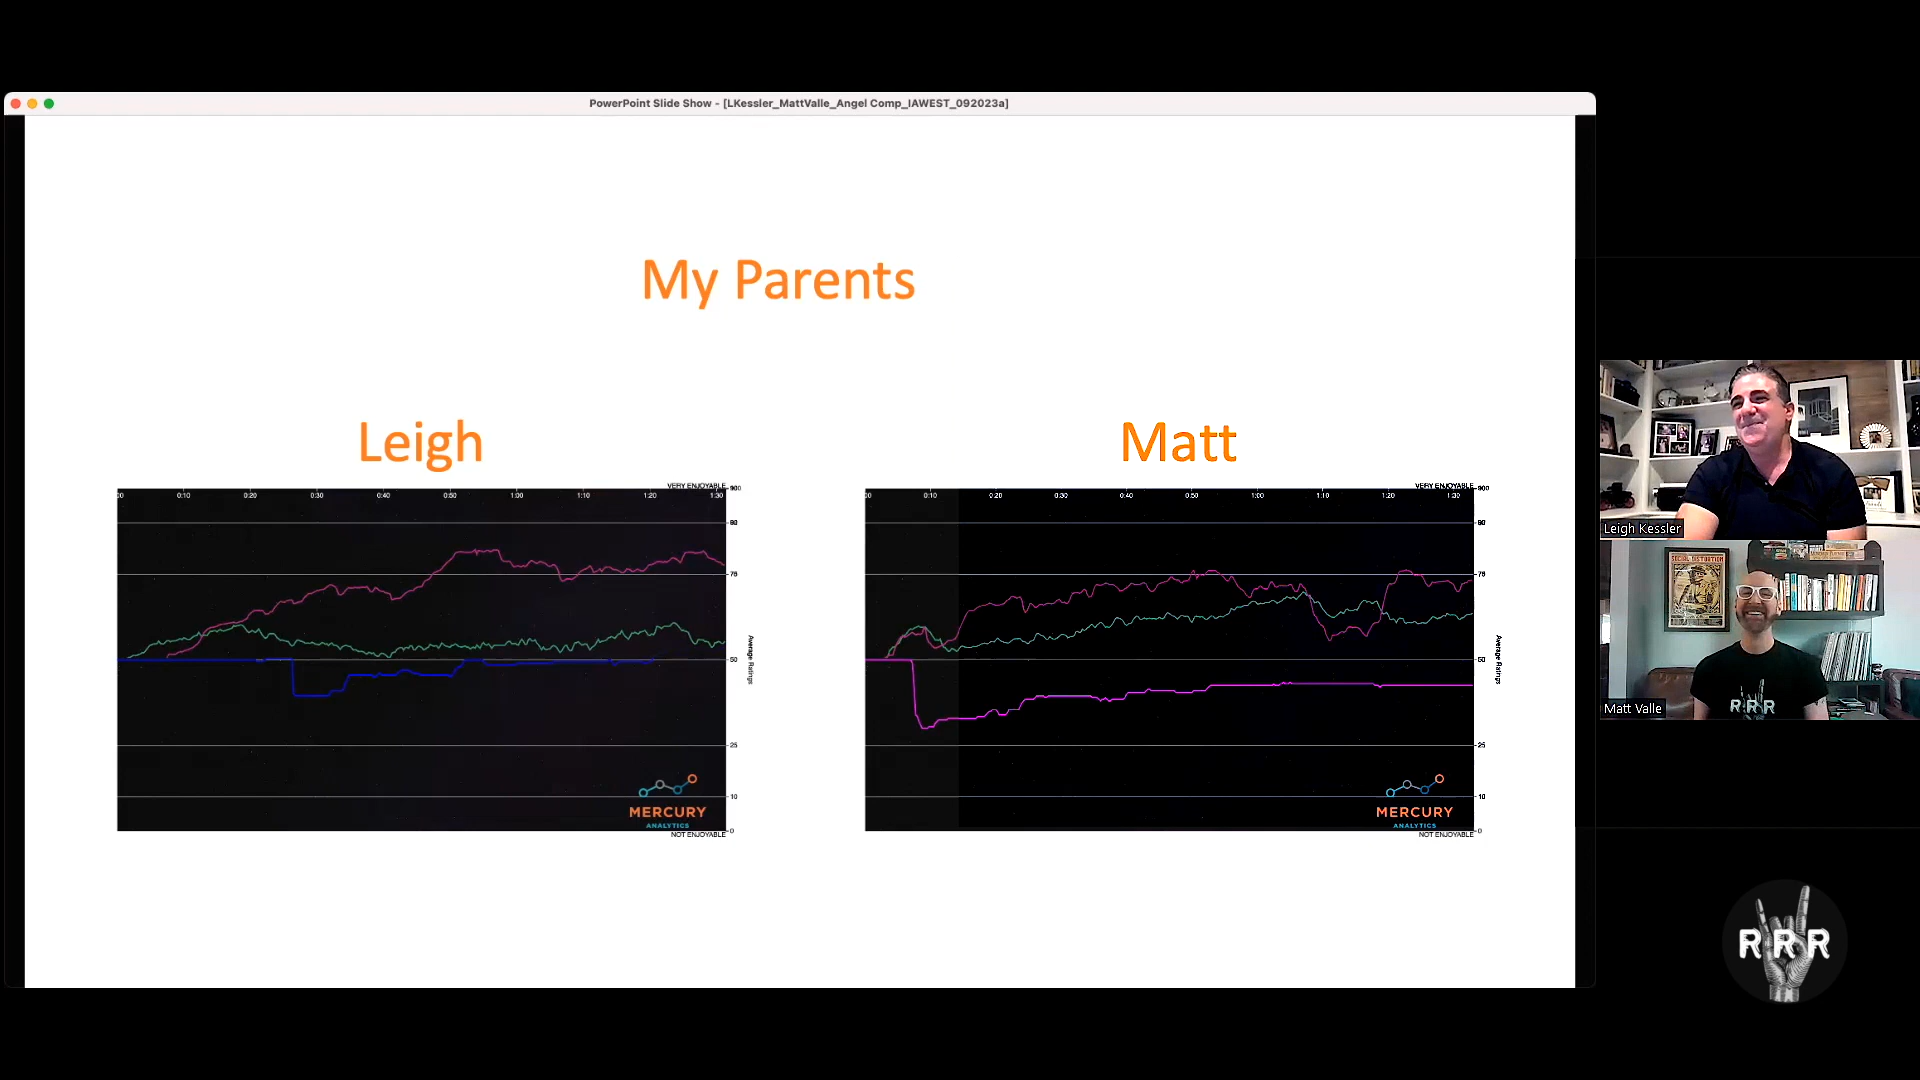 PowerPoint Slide Show - [LKessler_MattValle_Angel Comp_IAWEST_092023a]
My Parents
Leigh
Matt
VERY ENJOYABLE
0:10 0:20 0:30 0:40 0:50 1:00 1:10 1:20 1:30
75
50
25
10
0
Average Ratings
MERCURY
ANALYTICS
NOT ENJOYABLE
VERY ENJOYABLE
0:10 0:20 0:30 0:40 0:50 1:00 1:10 1:20 1:30
75
50
25
10
0
Average Ratings
MERCURY
ANALYTICS
NOT ENJOYABLE
Leigh Kessler
SOCIAL DISTORTION
RRR
Matt Valle
RRR